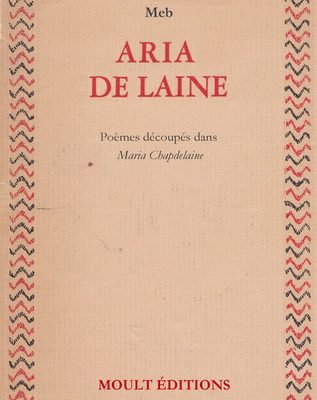 Meb
ARIA
DE LAINE
Poèmes découpés dans
Maria Chapdelaine
MOULT ÉDITIONS